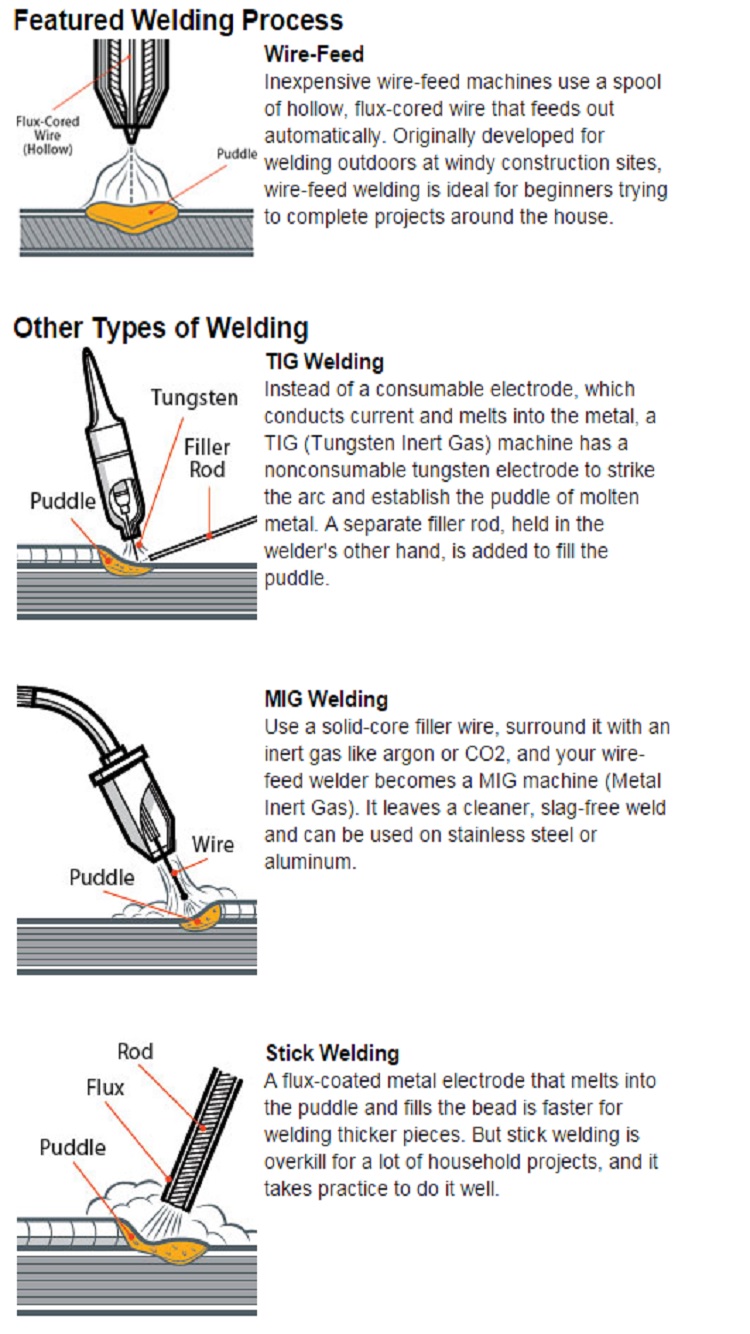 Featured Welding Process
Wire-Feed
Inexpensive wire-feed machines use a spool
of hollow, flux-cored wire that feeds out
automatically. Originally developed for
welding outdoors at windy construction sites,
wire-feed welding is ideal for beginners trying
to complete projects around the house.
Flux-Cored
Wire
(Hollow)
Puddle
Other Types of Welding
TIG Welding
Instead of a consumable electrode, which
conducts current and melts into the metal, a
TIG (Tungsten Inert Gas) machine has a
nonconsumable tungsten electrode to strike
the arc and establish the puddle of molten
metal. A separate filler rod, held in the
welder's other hand, is added to fill the
puddle.
Tungsten
Filler
Rod
Puddle
MIG Welding
Use a solid-core filler wire, surround it with an
inert gas like argon or CO2, and your wire-
feed welder becomes a MIG machine (Metal
Inert Gas). It leaves a cleaner, slag-free weld
and can be used on stainless steel or
aluminum.
Wire
Puddle
Stick Welding
A flux-coated metal electrode that melts into
the puddle and fills the bead is faster for
welding thicker pieces. But stick welding is
overkill for a lot of household projects, and it
takes practice to do it well.
Rod
Flux
Puddle